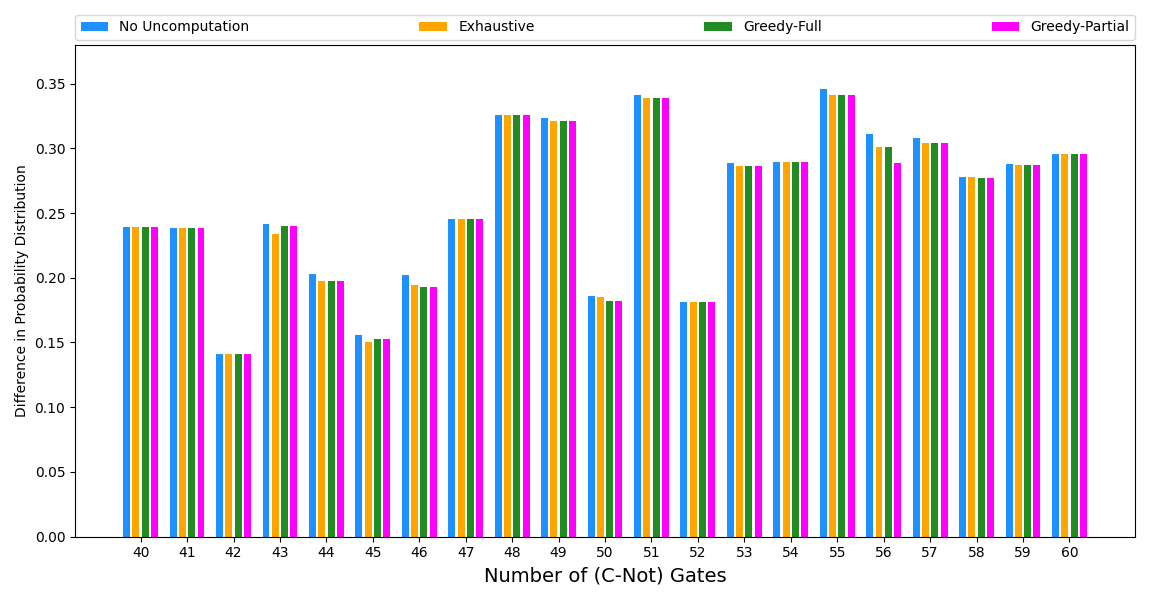 No Uncomputation Exhaustive Greedy-Full Greedy-Partial
Difference in Probability Distribution
0.35
0.30
0.25
0.20
0.15
0.10
0.05
0.00
40 41 42 43 44 45 46 47 48 49 50 51 52 53 54 55 56 57 58 59 60
Number of (C-Not) Gates